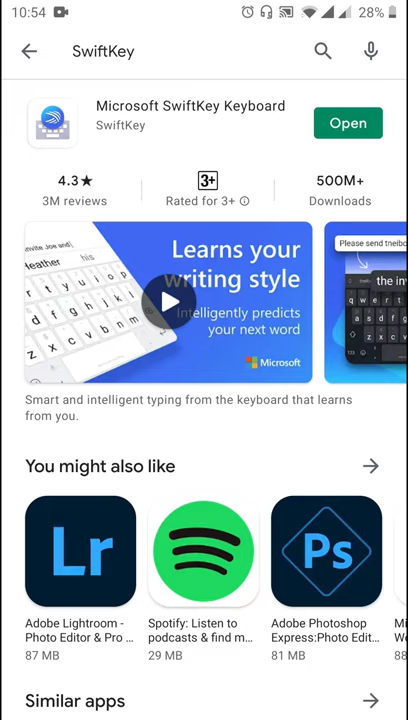 10:54
28%
SwiftKey
Microsoft SwiftKey Keyboard
SwiftKey
Open
4.3★
3M reviews
3+
Rated for 3+
500M+
Downloads
Learns your
writing style
Intelligently predicts
your next word
Microsoft
his
q w e r t y u i o p
a s d f g h j k l
z x c v b n m
Please send
the
Smart and intelligent typing from the keyboard that learns
from you.
You might also like
Lr
Ps
Adobe Lightroom -
Photo Editor & Pro ...
87 MB
Spotify: Listen to
podcasts & find m...
29 MB
Adobe Photoshop
Express:Photo Edit...
81 MB
Similar apps